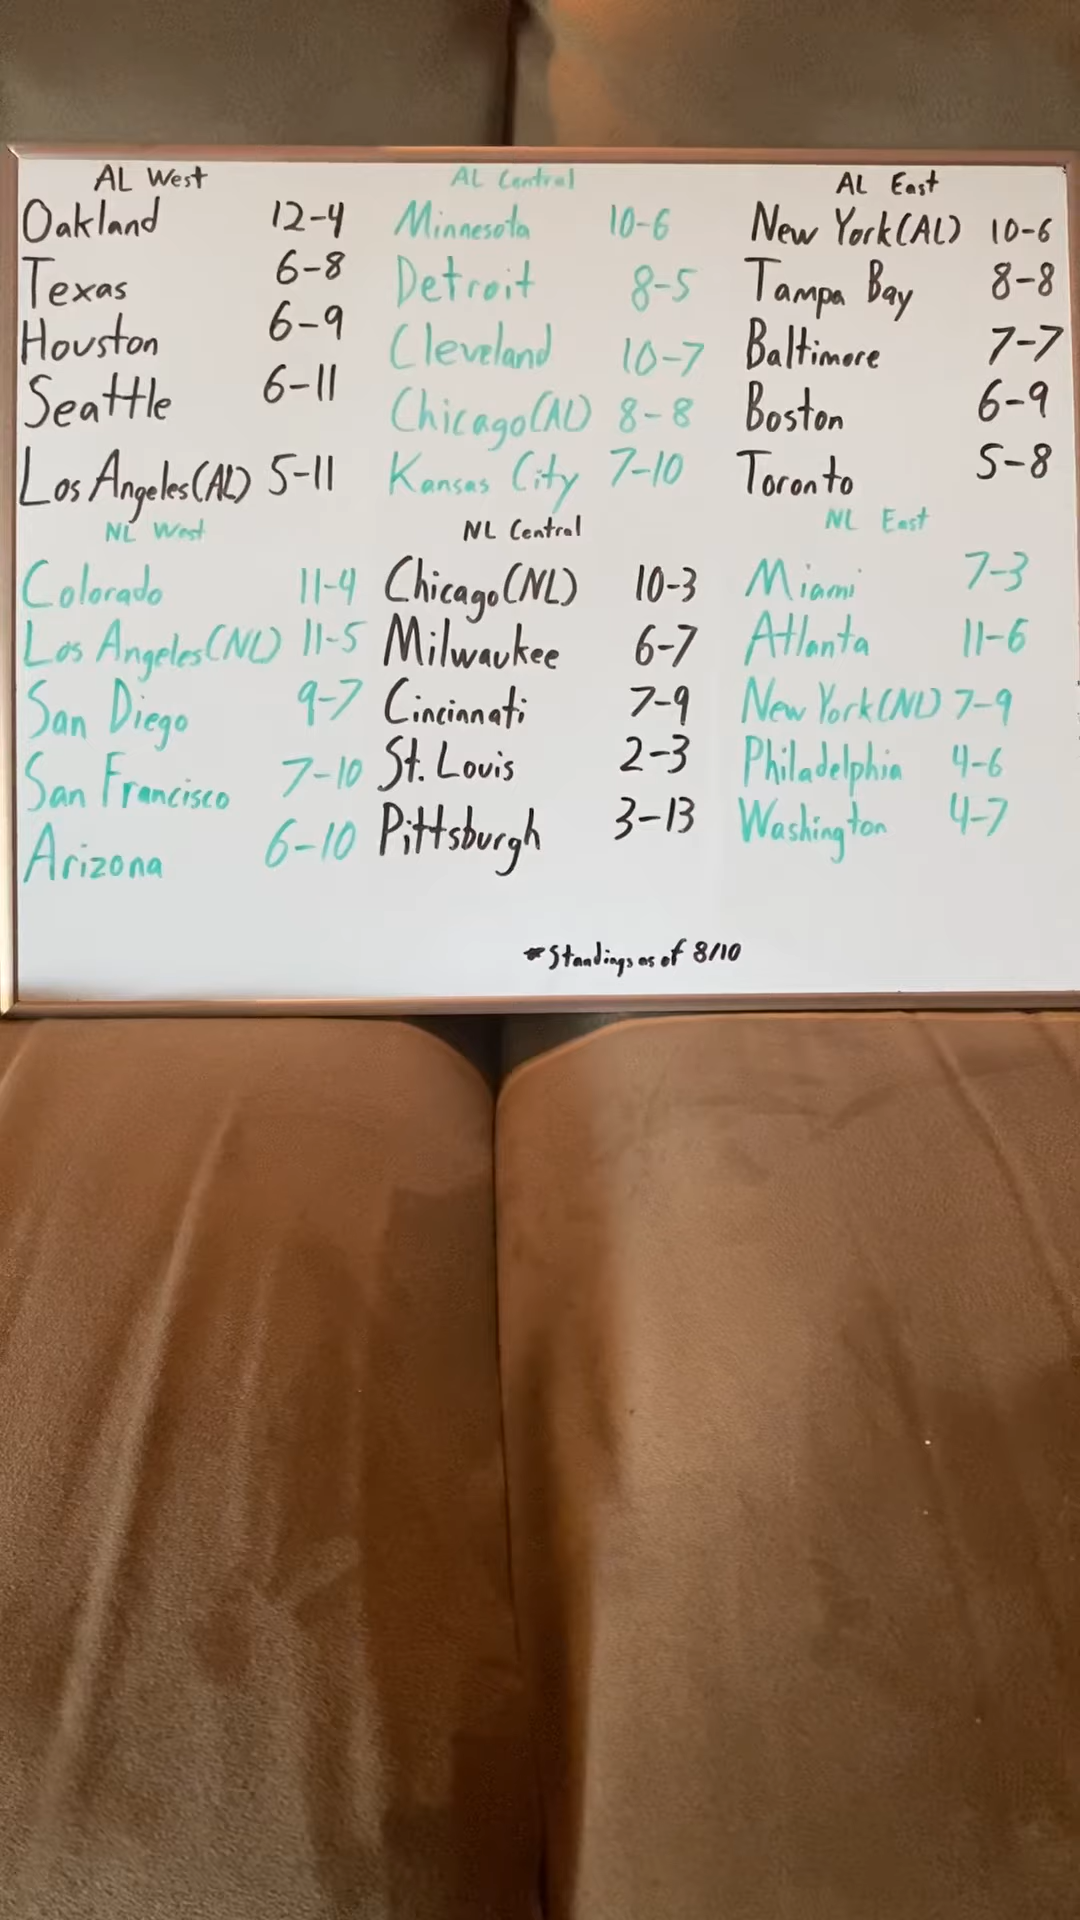 AL West
Oakland 12-4
Texas 6-8
Houston 6-9
Seattle 6-11
Los Angeles(AL) 5-11
AL Central
Minnesota 10-6
Detroit 8-5
Cleveland 10-7
Chicago(AL) 8-8
Kansas City 7-10
AL East
New York(AL) 10-6
Tampa Bay 8-8
Baltimore 7-7
Boston 6-9
Toronto 5-8
NL West
Colorado 11-4
Los Angeles(NL) 11-5
San Diego 9-7
San Francisco 7-10
Arizona 6-10
NL Central
Chicago(NL) 10-3
Milwaukee 6-7
Cincinnati 7-9
St. Louis 2-3
Pittsburgh 3-13
NL East
Miami 7-3
Atlanta 11-6
New York(NL) 7-9
Philadelphia 4-6
Washington 4-7
*Standings as of 8/10